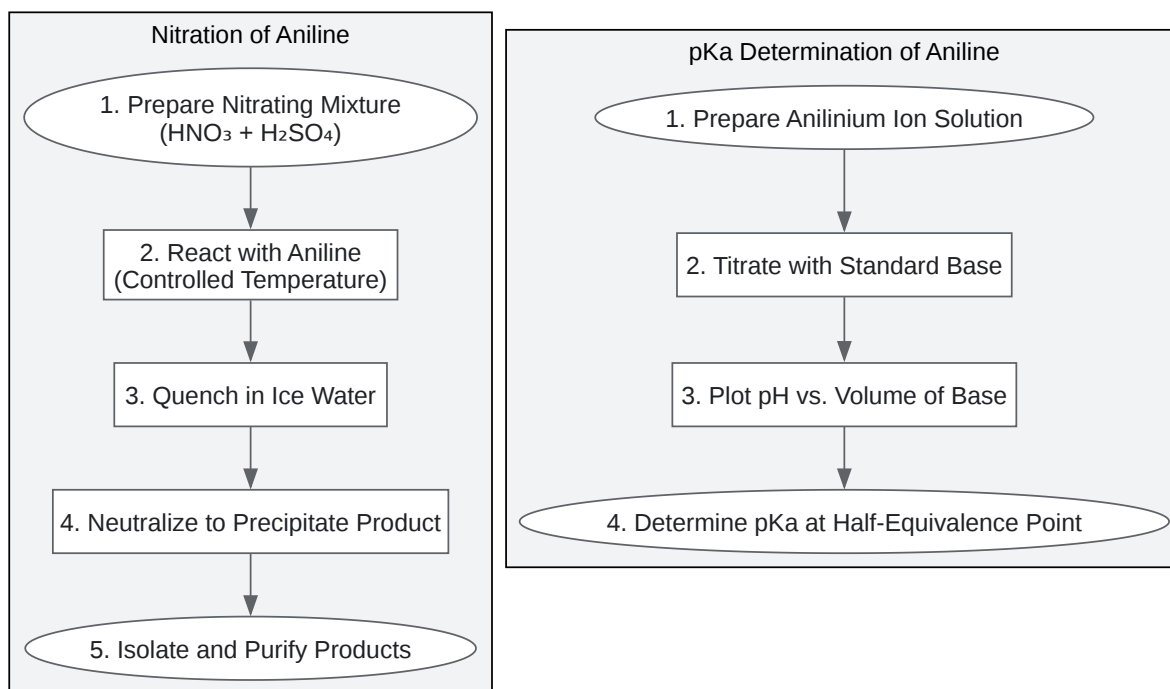 Nitration of Aniline
1. Prepare Nitrating Mixture
(HNO₃ + H₂SO₄)
2. React with Aniline
(Controlled Temperature)
3. Quench in Ice Water
4. Neutralize to Precipitate Product
5. Isolate and Purify Products
pKa Determination of Aniline
1. Prepare Anilinium Ion Solution
2. Titrate with Standard Base
3. Plot pH vs. Volume of Base
4. Determine pKa at Half-Equivalence Point